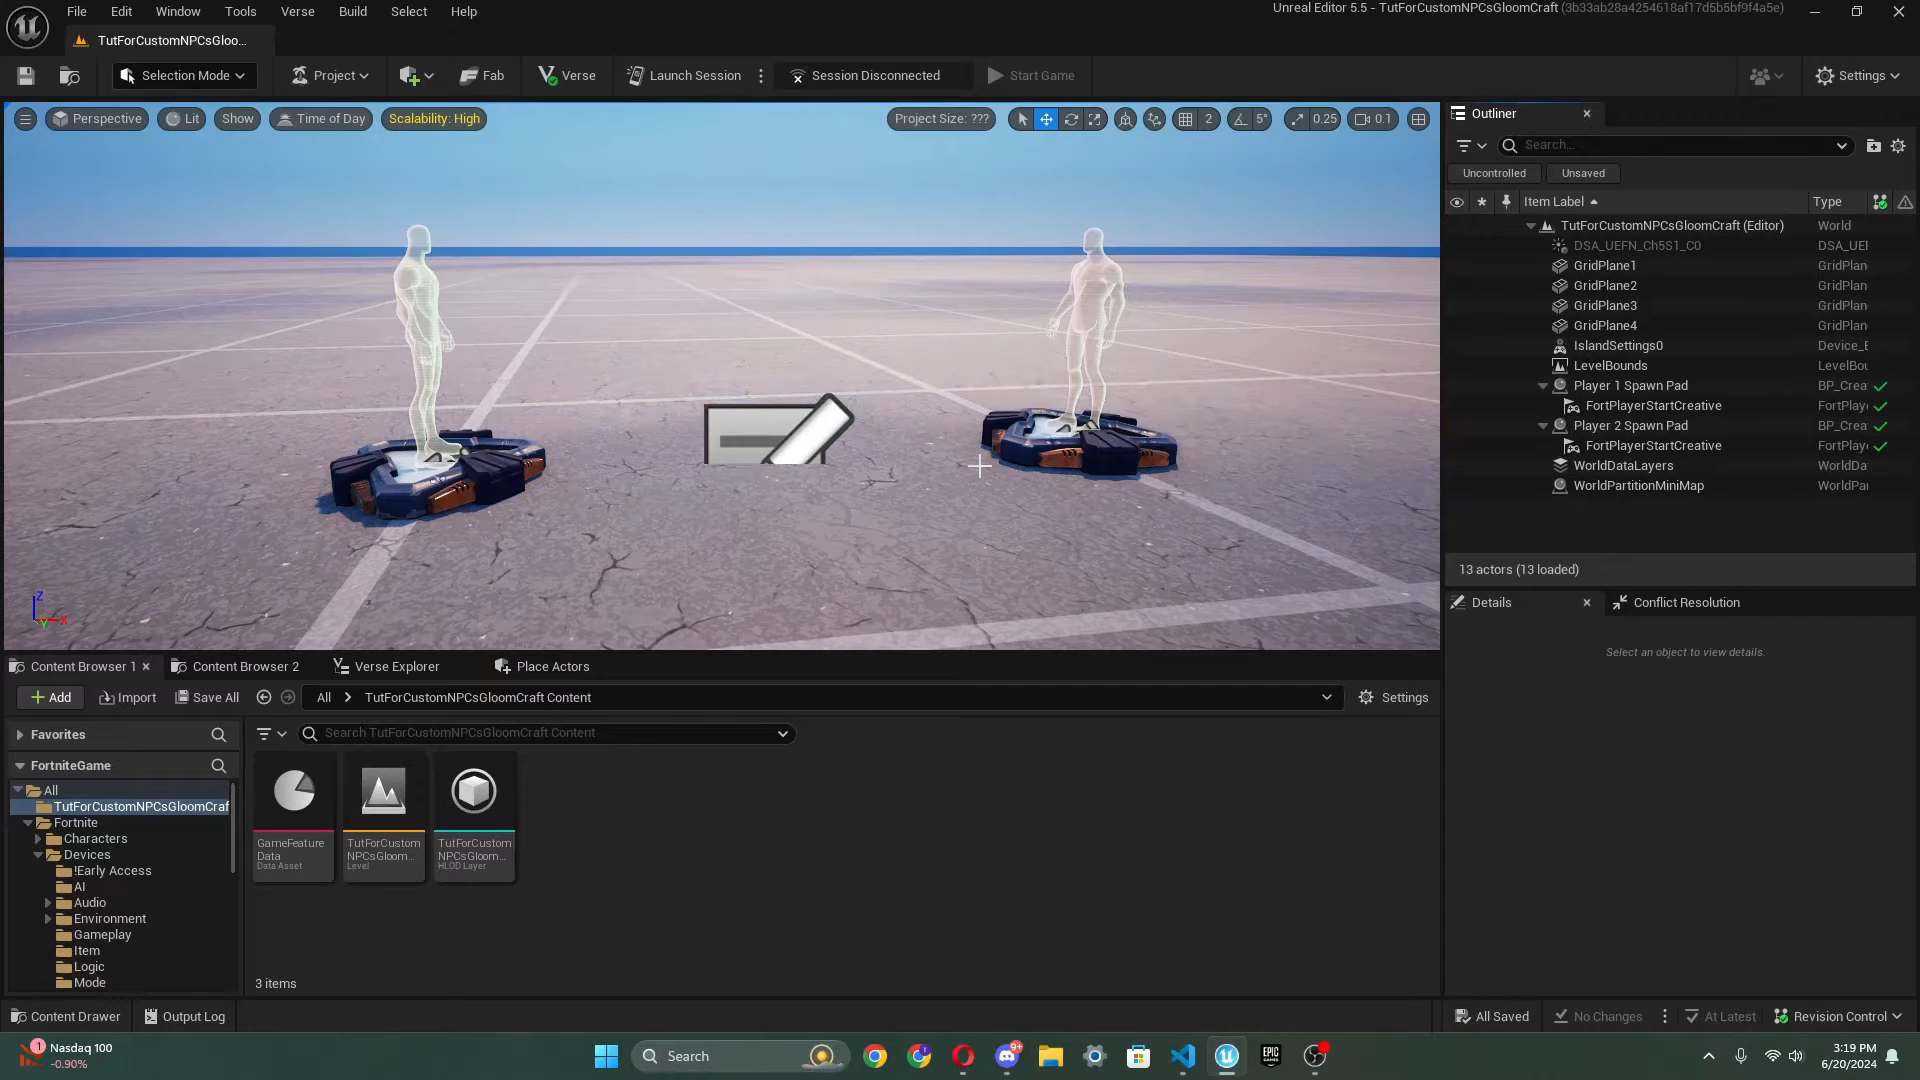 File Edit Window Tools Verse Build Select Help
Unreal Editor 5.5 - TutForCustomNPCsGloomCraft (3b33ab28a4254618af17d5b5bf9f4a5e)
TutForCustomNPCsGloo...
Selection Mode Project Fab Verse Launch Session Session Disconnected Start Game Settings
Perspective Lit Show Time of Day Scalability: High Project Size: ??? 2 5° 0.25 0.1
Z
X
Y
Outliner
Search...
Uncontrolled Unsaved
Item Label Type
TutForCustomNPCsGloomCraft (Editor) World
DSA_UEFN_Ch5S1_C0 DSA_UEF
GridPlane1 GridPlan
GridPlane2 GridPlan
GridPlane3 GridPlan
GridPlane4 GridPlan
IslandSettings0 Device_E
LevelBounds LevelBou
Player 1 Spawn Pad BP_Crea
FortPlayerStartCreative FortPlaye
Player 2 Spawn Pad BP_Crea
FortPlayerStartCreative FortPlaye
WorldDataLayers WorldDa
WorldPartitionMiniMap WorldPar
13 actors (13 loaded)
Details Conflict Resolution
Select an object to view details.
Content Browser 1 Content Browser 2 Verse Explorer Place Actors
Add Import Save All All TutForCustomNPCsGloomCraft Content Settings
Favorites
Search TutForCustomNPCsGloomCraft Content
FortniteGame
All
TutForCustomNPCsGloomCraf
Fortnite
Characters
Devices
!Early Access
AI
Audio
Environment
Gameplay
Item
Logic
Mode
GameFeature
Data
Data Asset
TutForCustom
NPCsGloom...
Level
TutForCustom
NPCsGloom...
HLOD Layer
3 items
Content Drawer Output Log All Saved No Changes At Latest Revision Control
1
Nasdaq 100
-0.90%
Search
9+
EPIC
GAMES
3:19 PM
6/20/2024